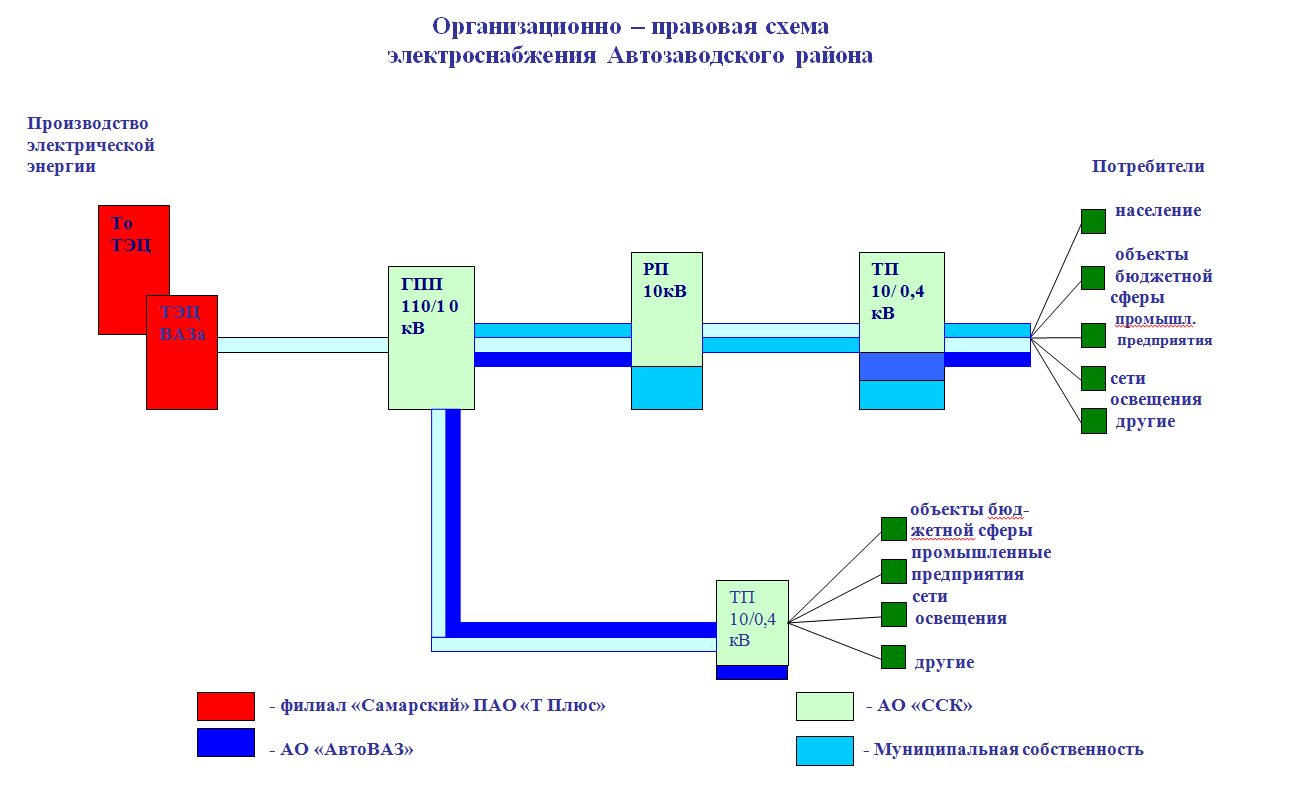 Организационно – правовая схема
электроснабжения Автозаводского района
Производство
электрической
энергии
Потребители
То
ТЭЦ
ТЭЦ
ВАЗа
ГПП
110/1 0
кВ
РП
10кВ
ТП
10/ 0,4
кВ
население
объекты
бюджетной
сферы
промышл.
предприятия
сети
освещения
другие
ТП
10/0,4
кВ
объекты бюд-
жетной сферы
промышленные
предприятия
сети
освещения
другие
- филиал «Самарский» ПАО «Т Плюс»
- АО «ССК»
- АО «АвтоВАЗ»
- Муниципальная собственность